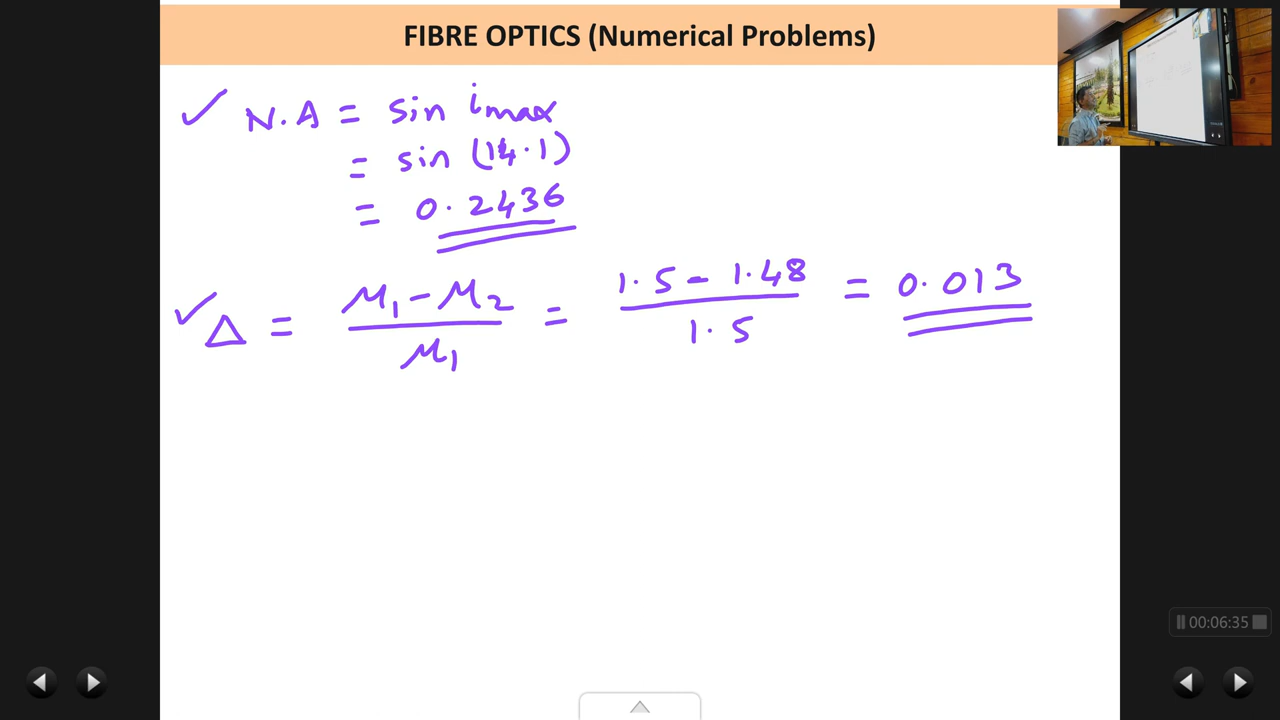 FIBRE OPTICS (Numerical Problems)
✓ N.A = sin imax
= sin (14.1)
= 0.2436
✓ Δ = μ1 − μ2 / μ1 = 1.5 − 1.48 / 1.5 = 0.013
00:06:35